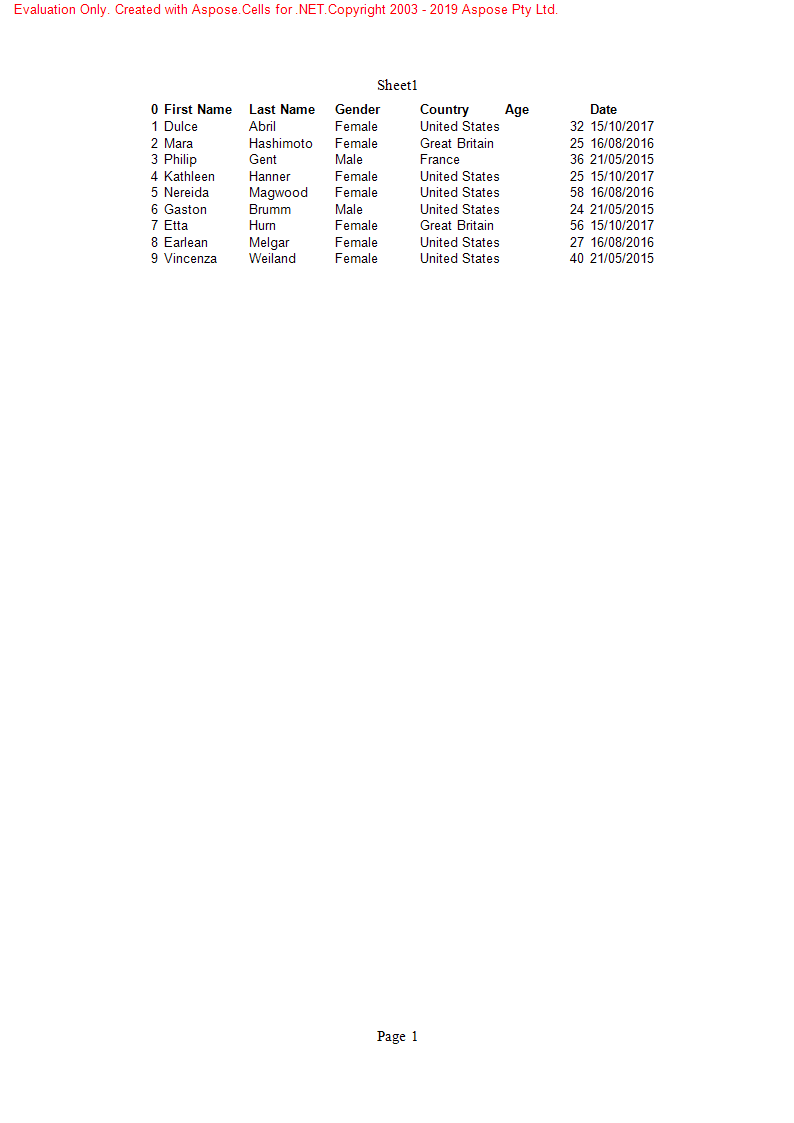 Evaluation Only. Created with Aspose.Cells for .NET.Copyright 2003 - 2019 Aspose Pty Ltd.
Sheet1
0 First Name Last Name Gender Country Age Date
1 Dulce Abril Female United States 32 15/10/2017
2 Mara Hashimoto Female Great Britain 25 16/08/2016
3 Philip Gent Male France 36 21/05/2015
4 Kathleen Hanner Female United States 25 15/10/2017
5 Nereida Magwood Female United States 58 16/08/2016
6 Gaston Brumm Male United States 24 21/05/2015
7 Etta Hurn Female Great Britain 56 15/10/2017
8 Earlean Melgar Female United States 27 16/08/2016
9 Vincenza Weiland Female United States 40 21/05/2015
Page 1